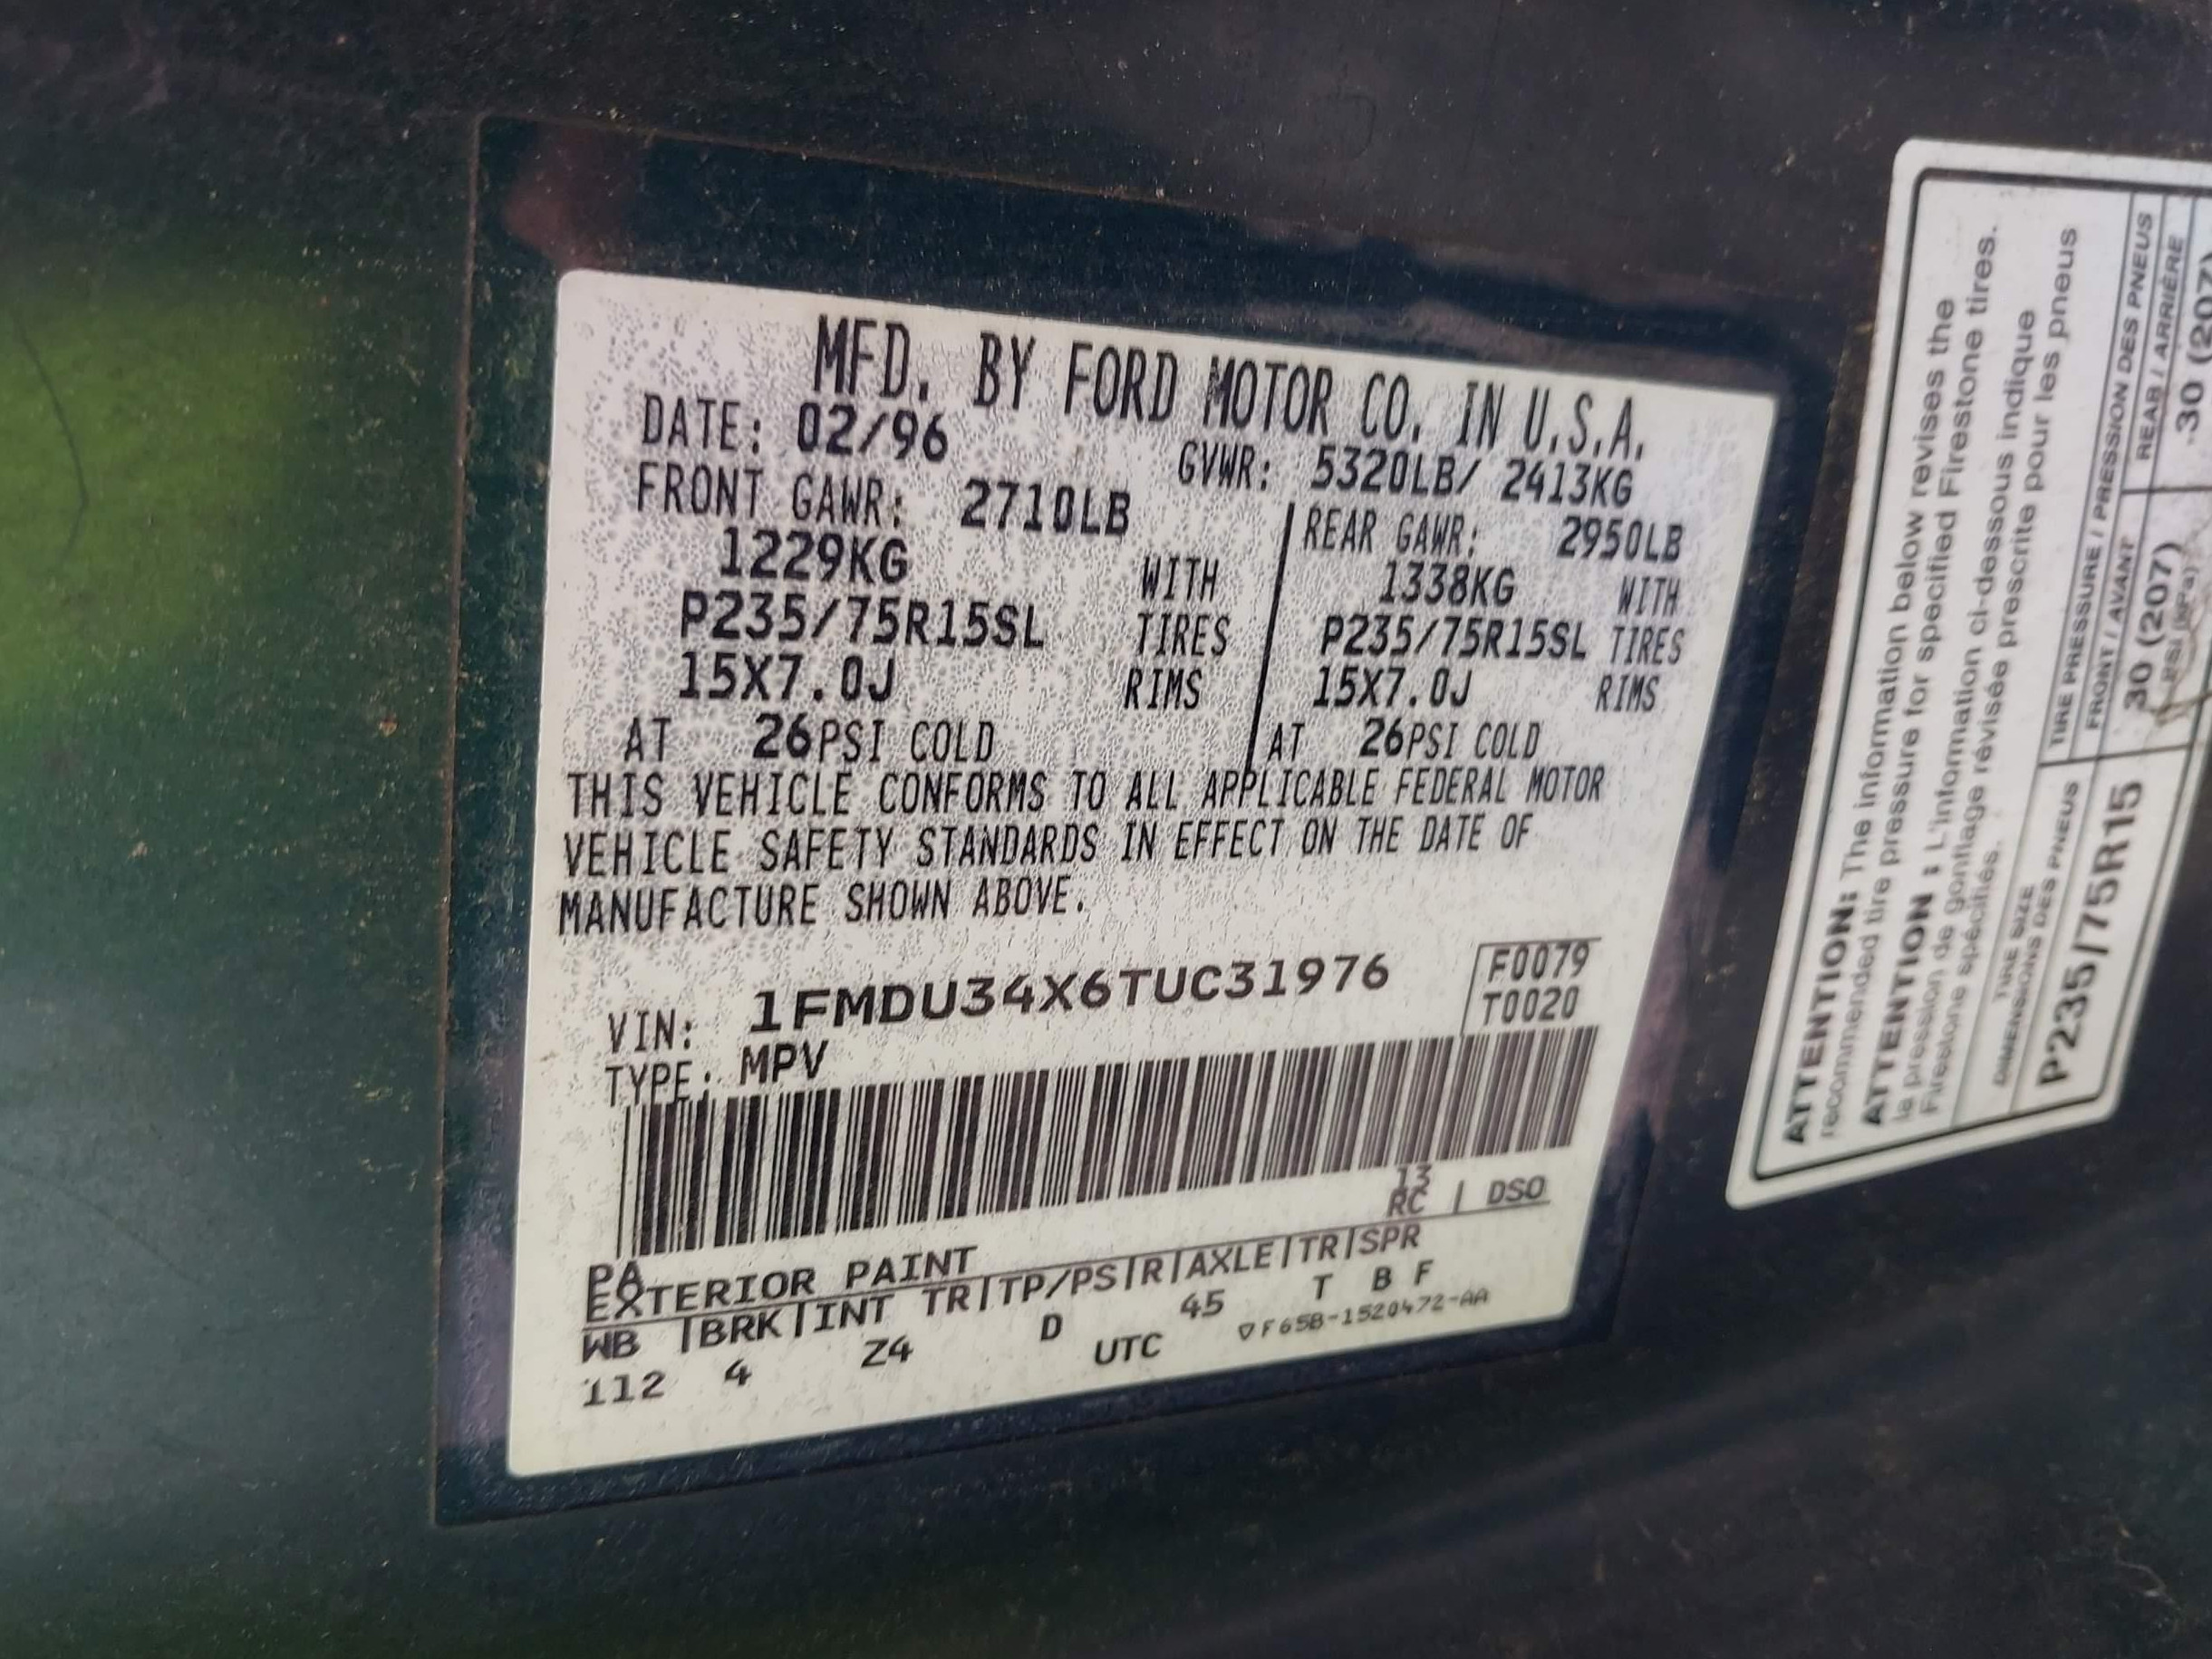 MFD. BY FORD MOTOR CO. IN U.S.A.
DATE: 02/96 GVWR: 5320LB/ 2413KG
FRONT GAWR: 2710LB REAR GAWR: 2950LB
1229KG WITH 1338KG WITH
P235/75R15SL TIRES P235/75R15SL TIRES
15X7.0J RIMS 15X7.0J RIMS
AT 26PSI COLD AT 26PSI COLD
THIS VEHICLE CONFORMS TO ALL APPLICABLE FEDERAL MOTOR
VEHICLE SAFETY STANDARDS IN EFFECT ON THE DATE OF
MANUFACTURE SHOWN ABOVE.
F0079
VIN: 1FMDU34X6TUC31976 T0020
TYPE: MPV
13
RC | DSO
PA
EXTERIOR PAINT
WB |BRK|INT TR|TP/PS|R|AXLE|TR|SPR
112 4 Z4 D 45 T B F
UTC ▽F65B-1520472-AA
ATTENTION: The information below revises the
recommended tire pressure for specified Firestone tires.
ATTENTION : L'information ci-dessous indique
la pression de gonflage révisée prescrite pour les pneus
Firestone spécifiés.
TIRE SIZE
DIMENSIONS DES PNEUS
TIRE PRESSURE / PRESSION DES PNEUS
FRONT / AVANT
REAR / ARRIÈRE
P235/75R15
30 (207)
30 (207)
PSI (kPa)